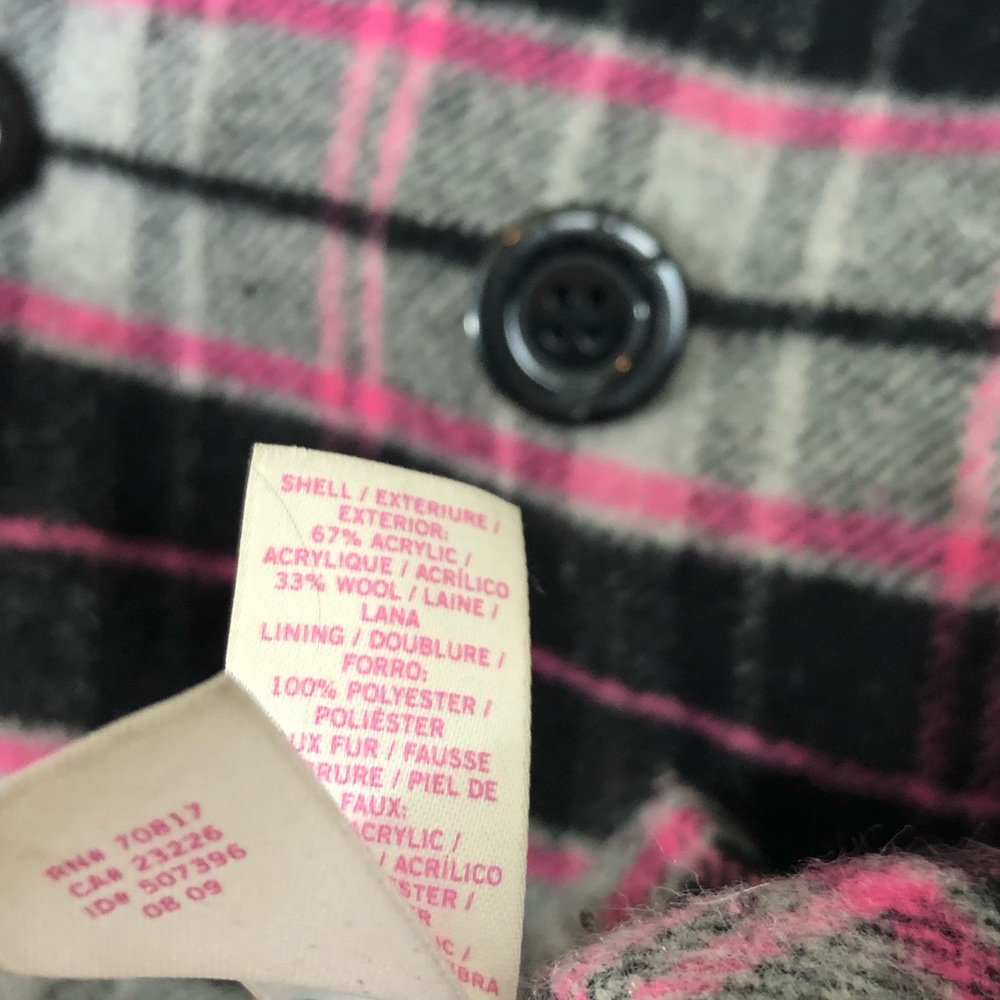 SHELL / EXTERIURE /
EXTERIOR:
67% ACRYLIC /
ACRYLIQUE / ACRÍLICO
33% WOOL / LAINE /
LANA
LINING / DOUBLURE /
FORRO:
100% POLYESTER /
POLIÉSTER
FUR / FAUSSE
/ PIEL DE
FAUX:
ACRYLIC /
/ ACRÍLICO
RN# 70817
CA# 23226
ID# 507396
08 09